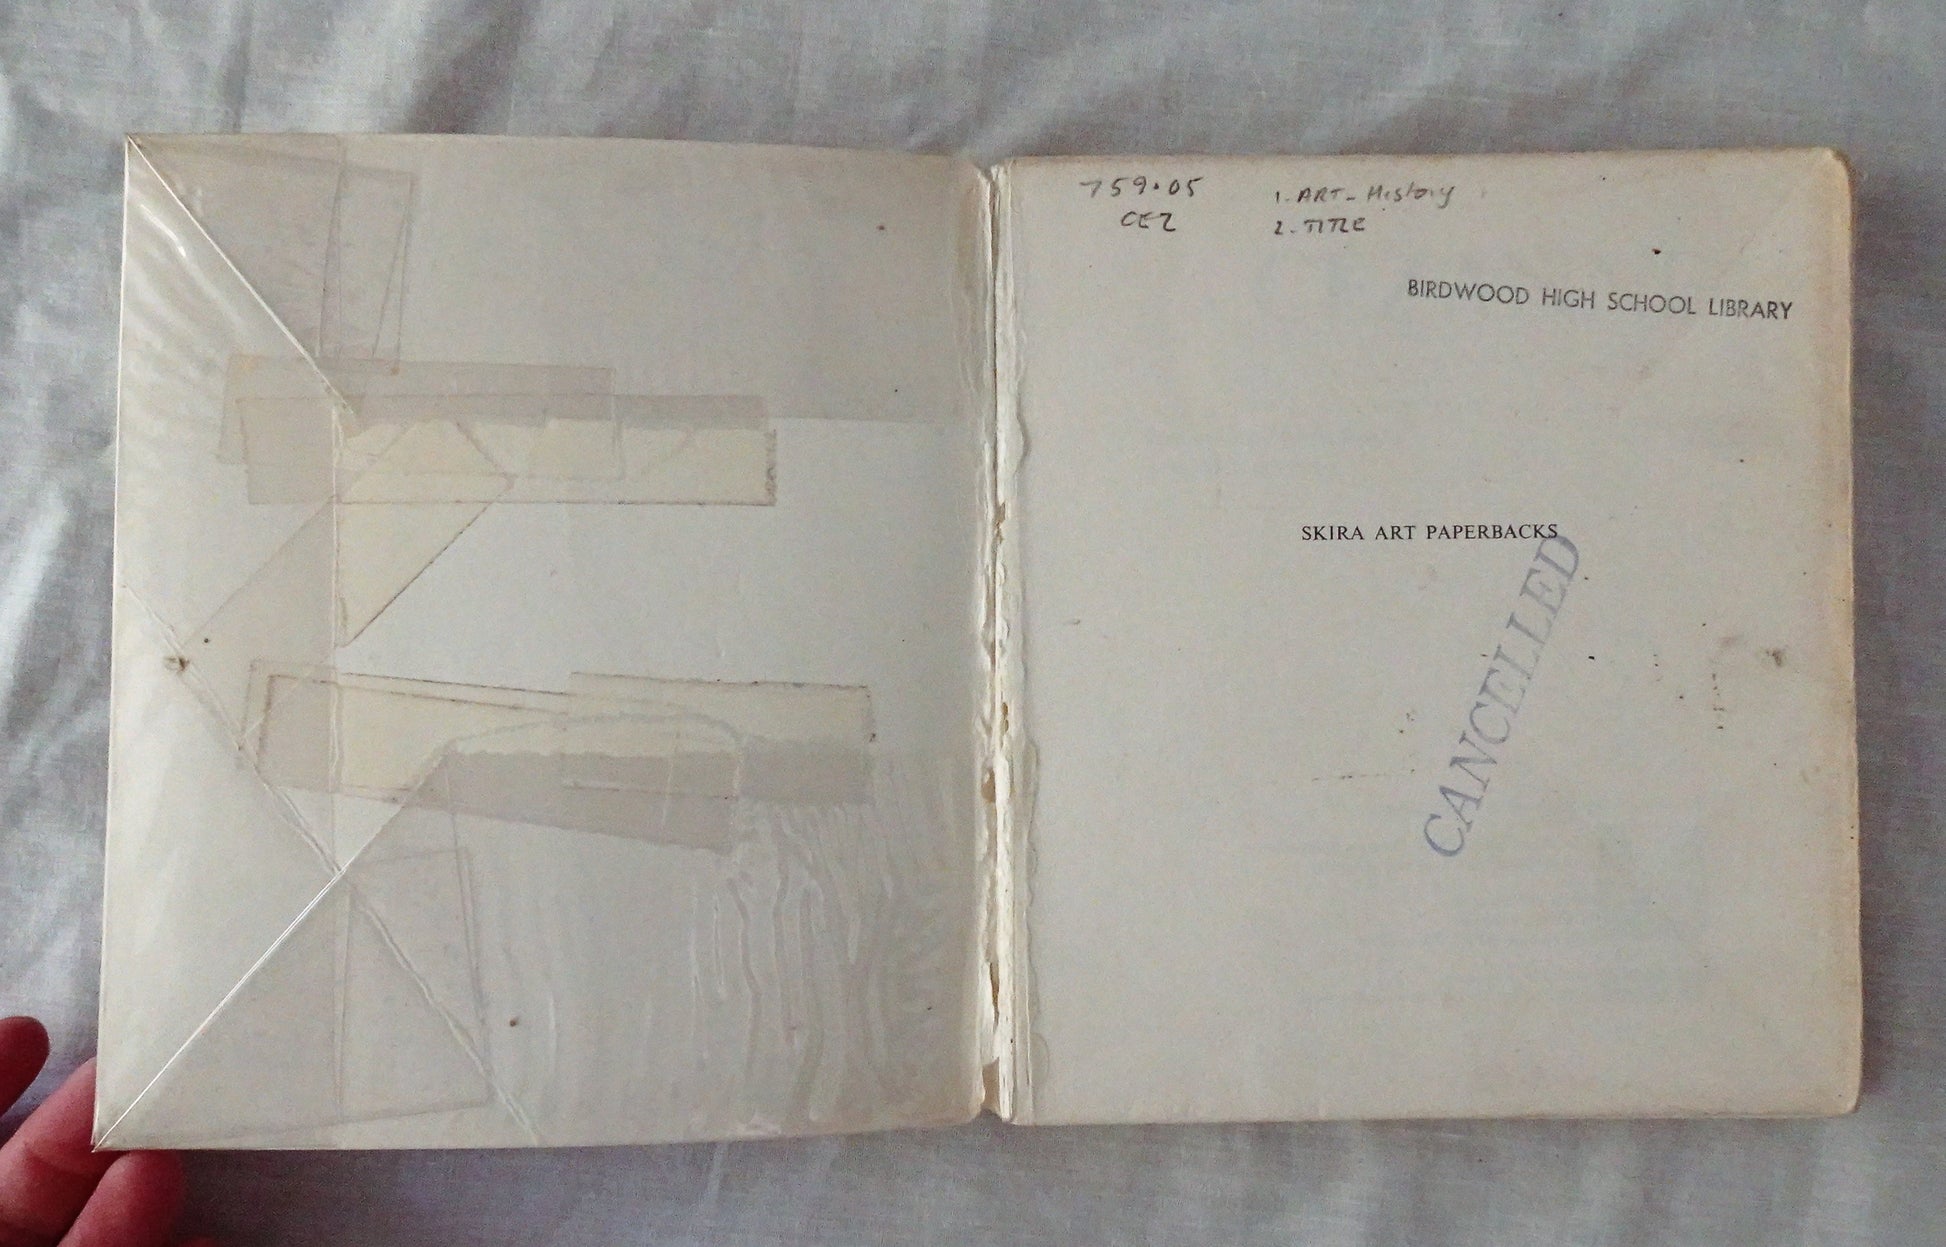 759.05
CEZ
1. ART - History
2. TITLE
BIRDWOOD HIGH SCHOOL LIBRARY
SKIRA ART PAPERBACKS
CANCELLED